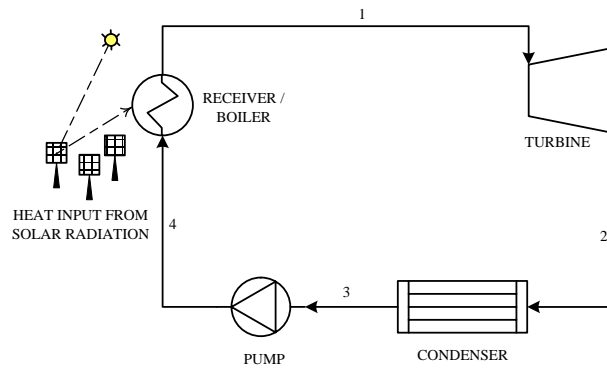 1
RECEIVER /
BOILER
TURBINE
HEAT INPUT FROM
SOLAR RADIATION
4
2
3
PUMP
CONDENSER